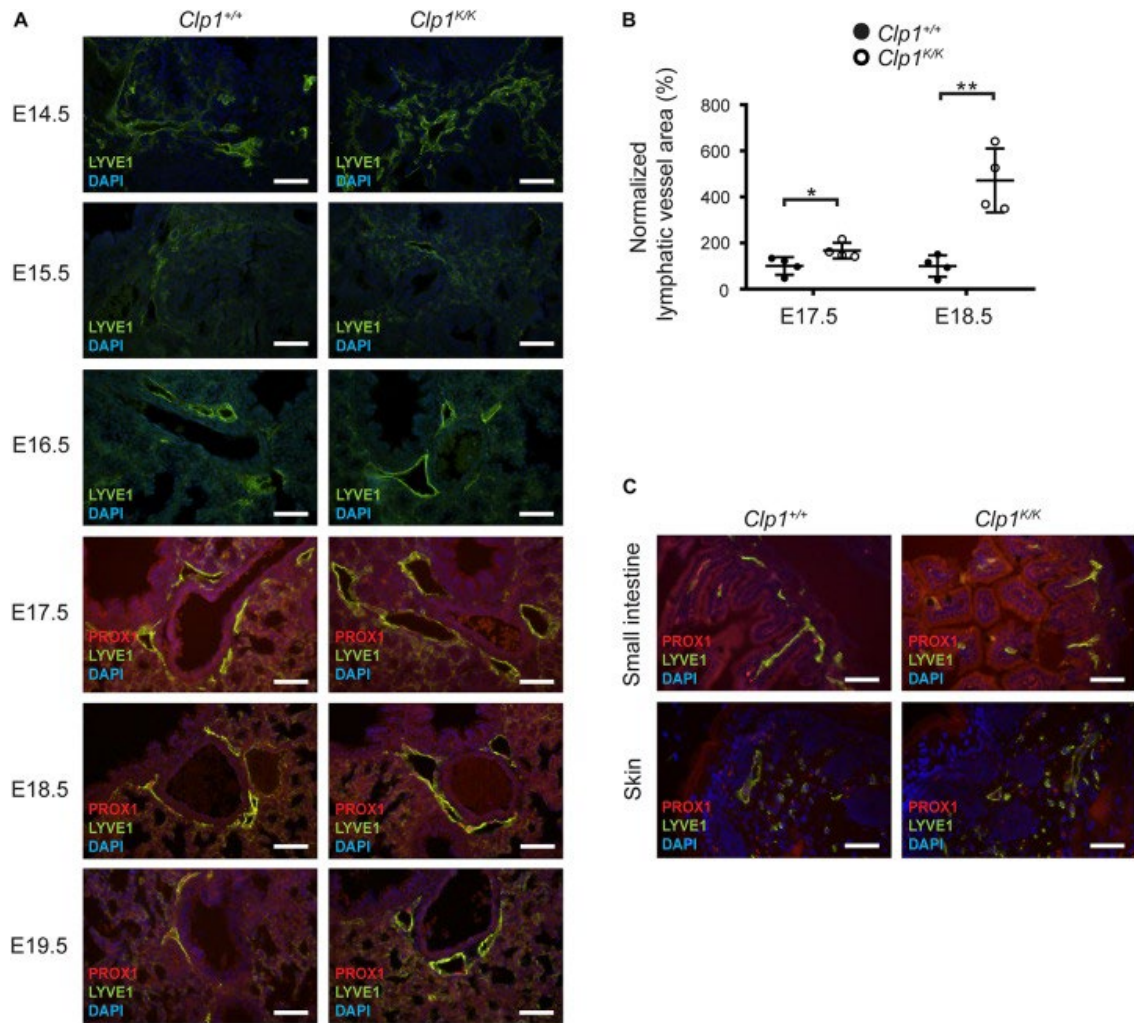 A
Clp1+/+
Clp1K/K
E14.5
LYVE1
DAPI
LYVE1
DAPI
E15.5
LYVE1
DAPI
LYVE1
DAPI
E16.5
LYVE1
DAPI
LYVE1
DAPI
E17.5
PROX1
LYVE1
DAPI
PROX1
LYVE1
DAPI
E18.5
PROX1
LYVE1
DAPI
PROX1
LYVE1
DAPI
E19.5
PROX1
LYVE1
DAPI
PROX1
LYVE1
DAPI
B
Clp1+/+
Clp1K/K
Normalized
lymphatic vessel area (%)
800
600
400
200
0
*
**
E17.5
E18.5
C
Clp1+/+
Clp1K/K
Small intestine
PROX1
LYVE1
DAPI
PROX1
LYVE1
DAPI
Skin
PROX1
LYVE1
DAPI
PROX1
LYVE1
DAPI